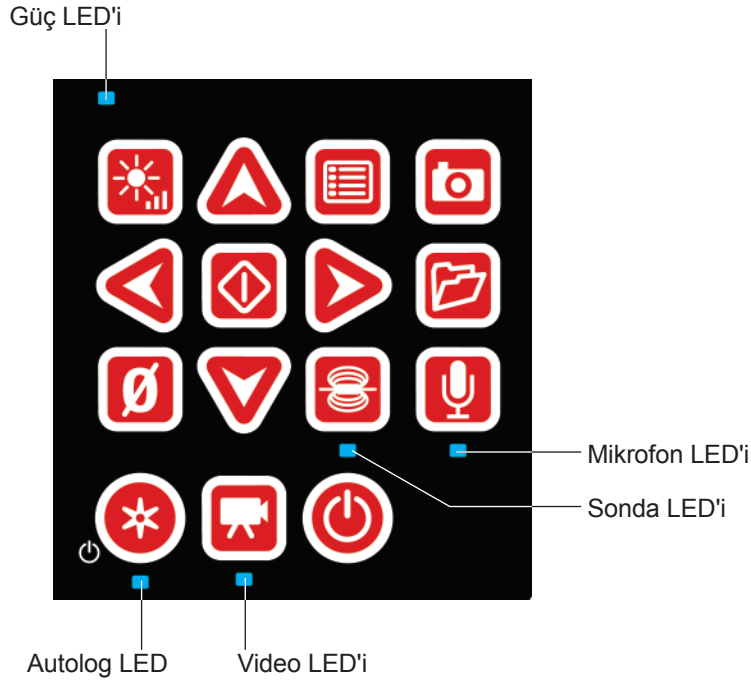 Güç LED'i
Mikrofon LED'i
Sonda LED'i
Autolog LED
Video LED'i